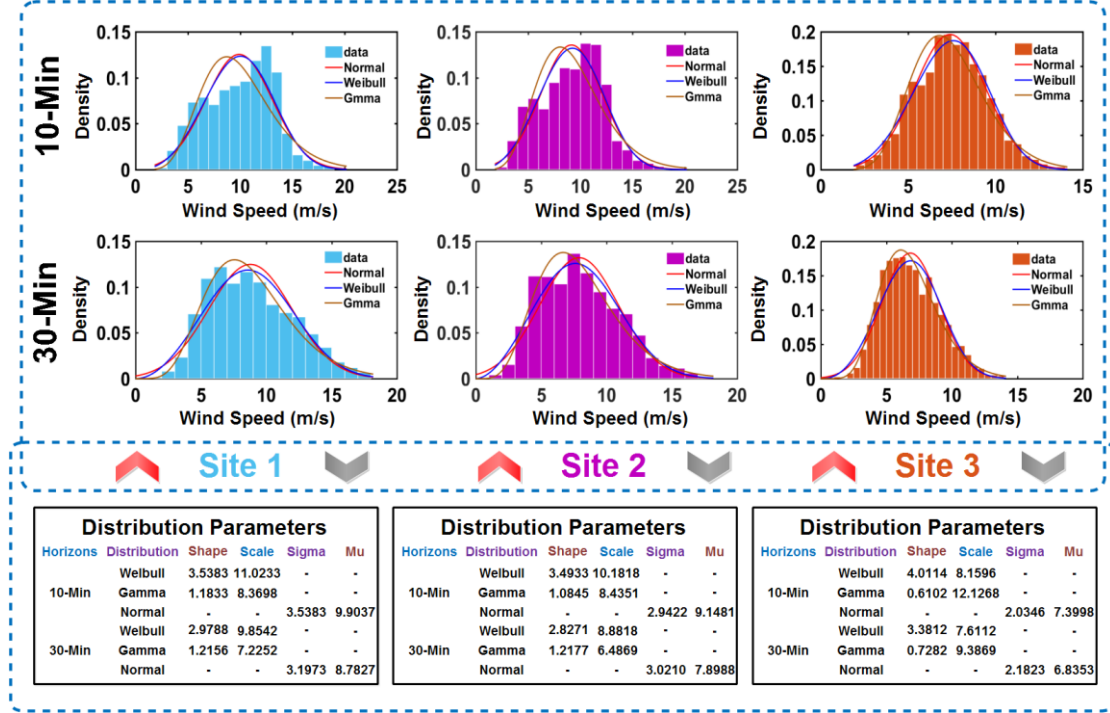 10-Min
0.15
0.1
0.05
0
Density
data
Normal
Weibull
Gmma
0 5 10 15 20 25
Wind Speed (m/s)
0.15
0.1
0.05
0
Density
data
Normal
Weibull
Gmma
0 5 10 15 20 25
Wind Speed (m/s)
0.2
0.15
0.1
0.05
0
Density
data
Normal
Weibull
Gmma
0 5 10 15
Wind Speed (m/s)
30-Min
0.15
0.1
0.05
0
Density
data
Normal
Weibull
Gmma
0 5 10 15 20
Wind Speed (m/s)
0.15
0.1
0.05
0
Density
data
Normal
Weibull
Gmma
0 5 10 15 20
Wind Speed (m/s)
0.2
0.15
0.1
0.05
0
Density
data
Normal
Weibull
Gmma
0 5 10 15 20
Wind Speed (m/s)
Site 1
Site 2
Site 3
Distribution Parameters
Horizons Distribution Shape Scale Sigma Mu
Welbull 3.5383 11.0233 - -
10-Min Gamma 1.1833 8.3698 - -
Normal - - 3.5383 9.9037
Welbull 2.9788 9.8542 - -
30-Min Gamma 1.2156 7.2252 - -
Normal - - 3.1973 8.7827
Distribution Parameters
Horizons Distribution Shape Scale Sigma Mu
Welbull 3.4933 10.1818 - -
10-Min Gamma 1.0845 8.4351 - -
Normal - - 2.9422 9.1481
Welbull 2.8271 8.8818 - -
30-Min Gamma 1.2177 6.4869 - -
Normal - - 3.0210 7.8988
Distribution Parameters
Horizons Distribution Shape Scale Sigma Mu
Welbull 4.0114 8.1596 - -
10-Min Gamma 0.6102 12.1268 - -
Normal - - 2.0346 7.3998
Welbull 3.3812 7.6112 - -
30-Min Gamma 0.7282 9.3869 - -
Normal - - 2.1823 6.8353